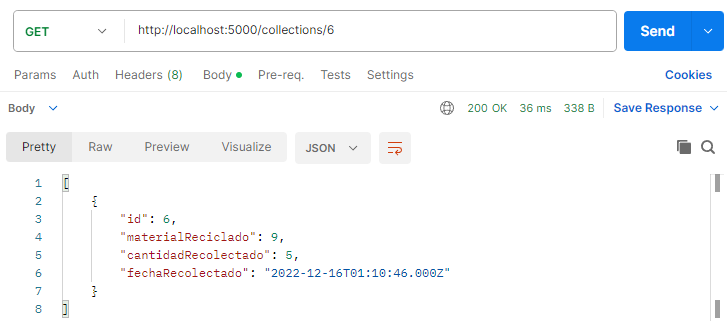 GET http://localhost:5000/collections/6 Send
Params Auth Headers (8) Body Pre-req. Tests Settings Cookies
Body 200 OK 36 ms 338 B Save Response
Pretty Raw Preview Visualize JSON
1 [
2 {
3 "id": 6,
4 "materialReciclado": 9,
5 "cantidadRecolectado": 5,
6 "fechaRecolectado": "2022-12-16T01:10:46.000Z"
7 }
8 ]